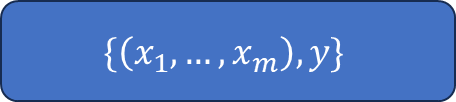 {(x₁, ..., xₘ), y}